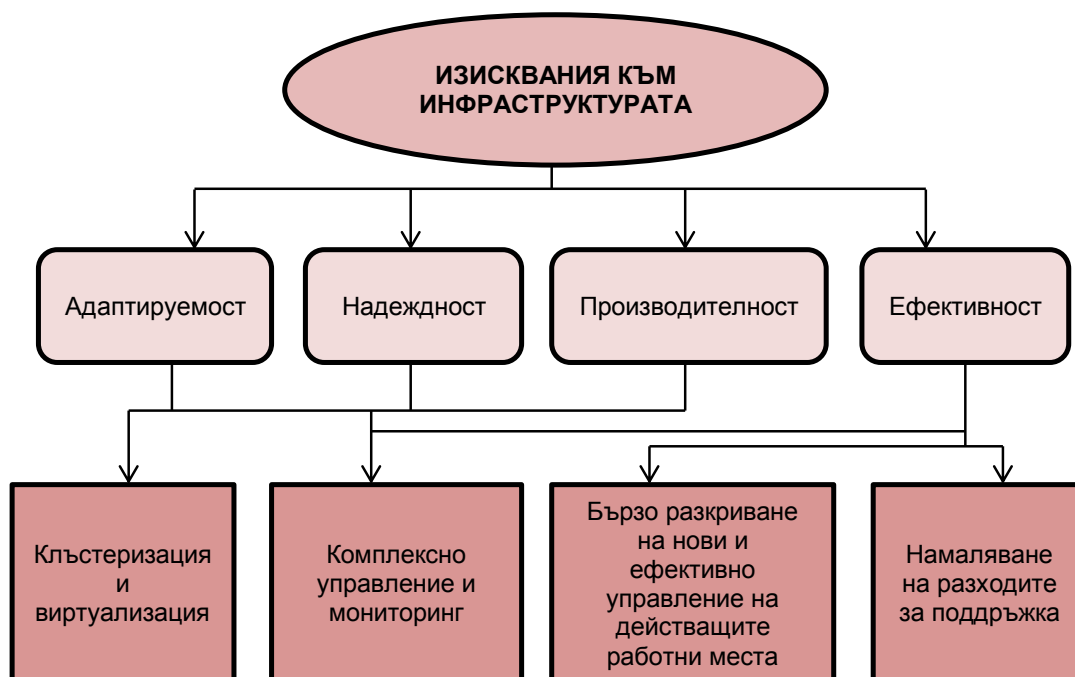 ИЗИСКВАНИЯ КЪМ
ИНФРАСТРУКТУРАТА
Адаптируемост
Надеждност
Производителност
Ефективност
Клъстеризация
и
виртуализация
Комплексно
управление и
мониторинг
Бързо разкриване
на нови и
ефективно
управление на
действащите
работни места
Намаляване
на разходите
за поддръжка